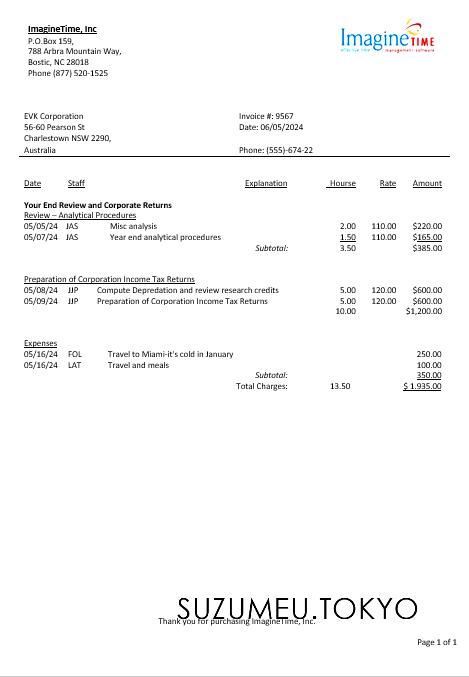 ImagineTime, Inc
P.O.Box 159,
788 Arbra Mountain Way,
Bostic, NC 28018
Phone (877) 520-1525
ImagineTIME
effective time management software
EVK Corporation
56-60 Pearson St
Charlestown NSW 2290,
Australia
Invoice #: 9567
Date: 06/05/2024
Phone: (555)-674-22
Date Staff Explanation Hourse Rate Amount
Your End Review and Corporate Returns
Review – Analytical Procedures
05/05/24 JAS Misc analysis 2.00 110.00 $220.00
05/07/24 JAS Year end analytical procedures 1.50 110.00 $165.00
Subtotal: 3.50 $385.00
Preparation of Corporation Income Tax Returns
05/08/24 JJP Compute Depredation and review research credits 5.00 120.00 $600.00
05/09/24 JJP Preparation of Corporation Income Tax Returns 5.00 120.00 $600.00
10.00 $1,200.00
Expenses
05/16/24 FOL Travel to Miami-it's cold in January 250.00
05/16/24 LAT Travel and meals 100.00
Subtotal: 350.00
Total Charges: 13.50 $ 1.935.00
SUZUMEU.TOKYO
Thank you for purchasing ImagineTime, Inc.
Page 1 of 1